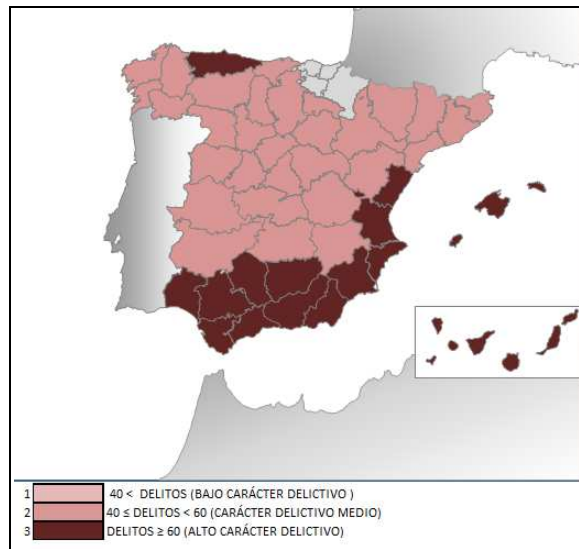 1 40 < DELITOS (BAJO CARÁCTER DELICTIVO )
2 40 ≤ DELITOS < 60 (CARÁCTER DELICTIVO MEDIO)
3 DELITOS ≥ 60 (ALTO CARÁCTER DELICTIVO)